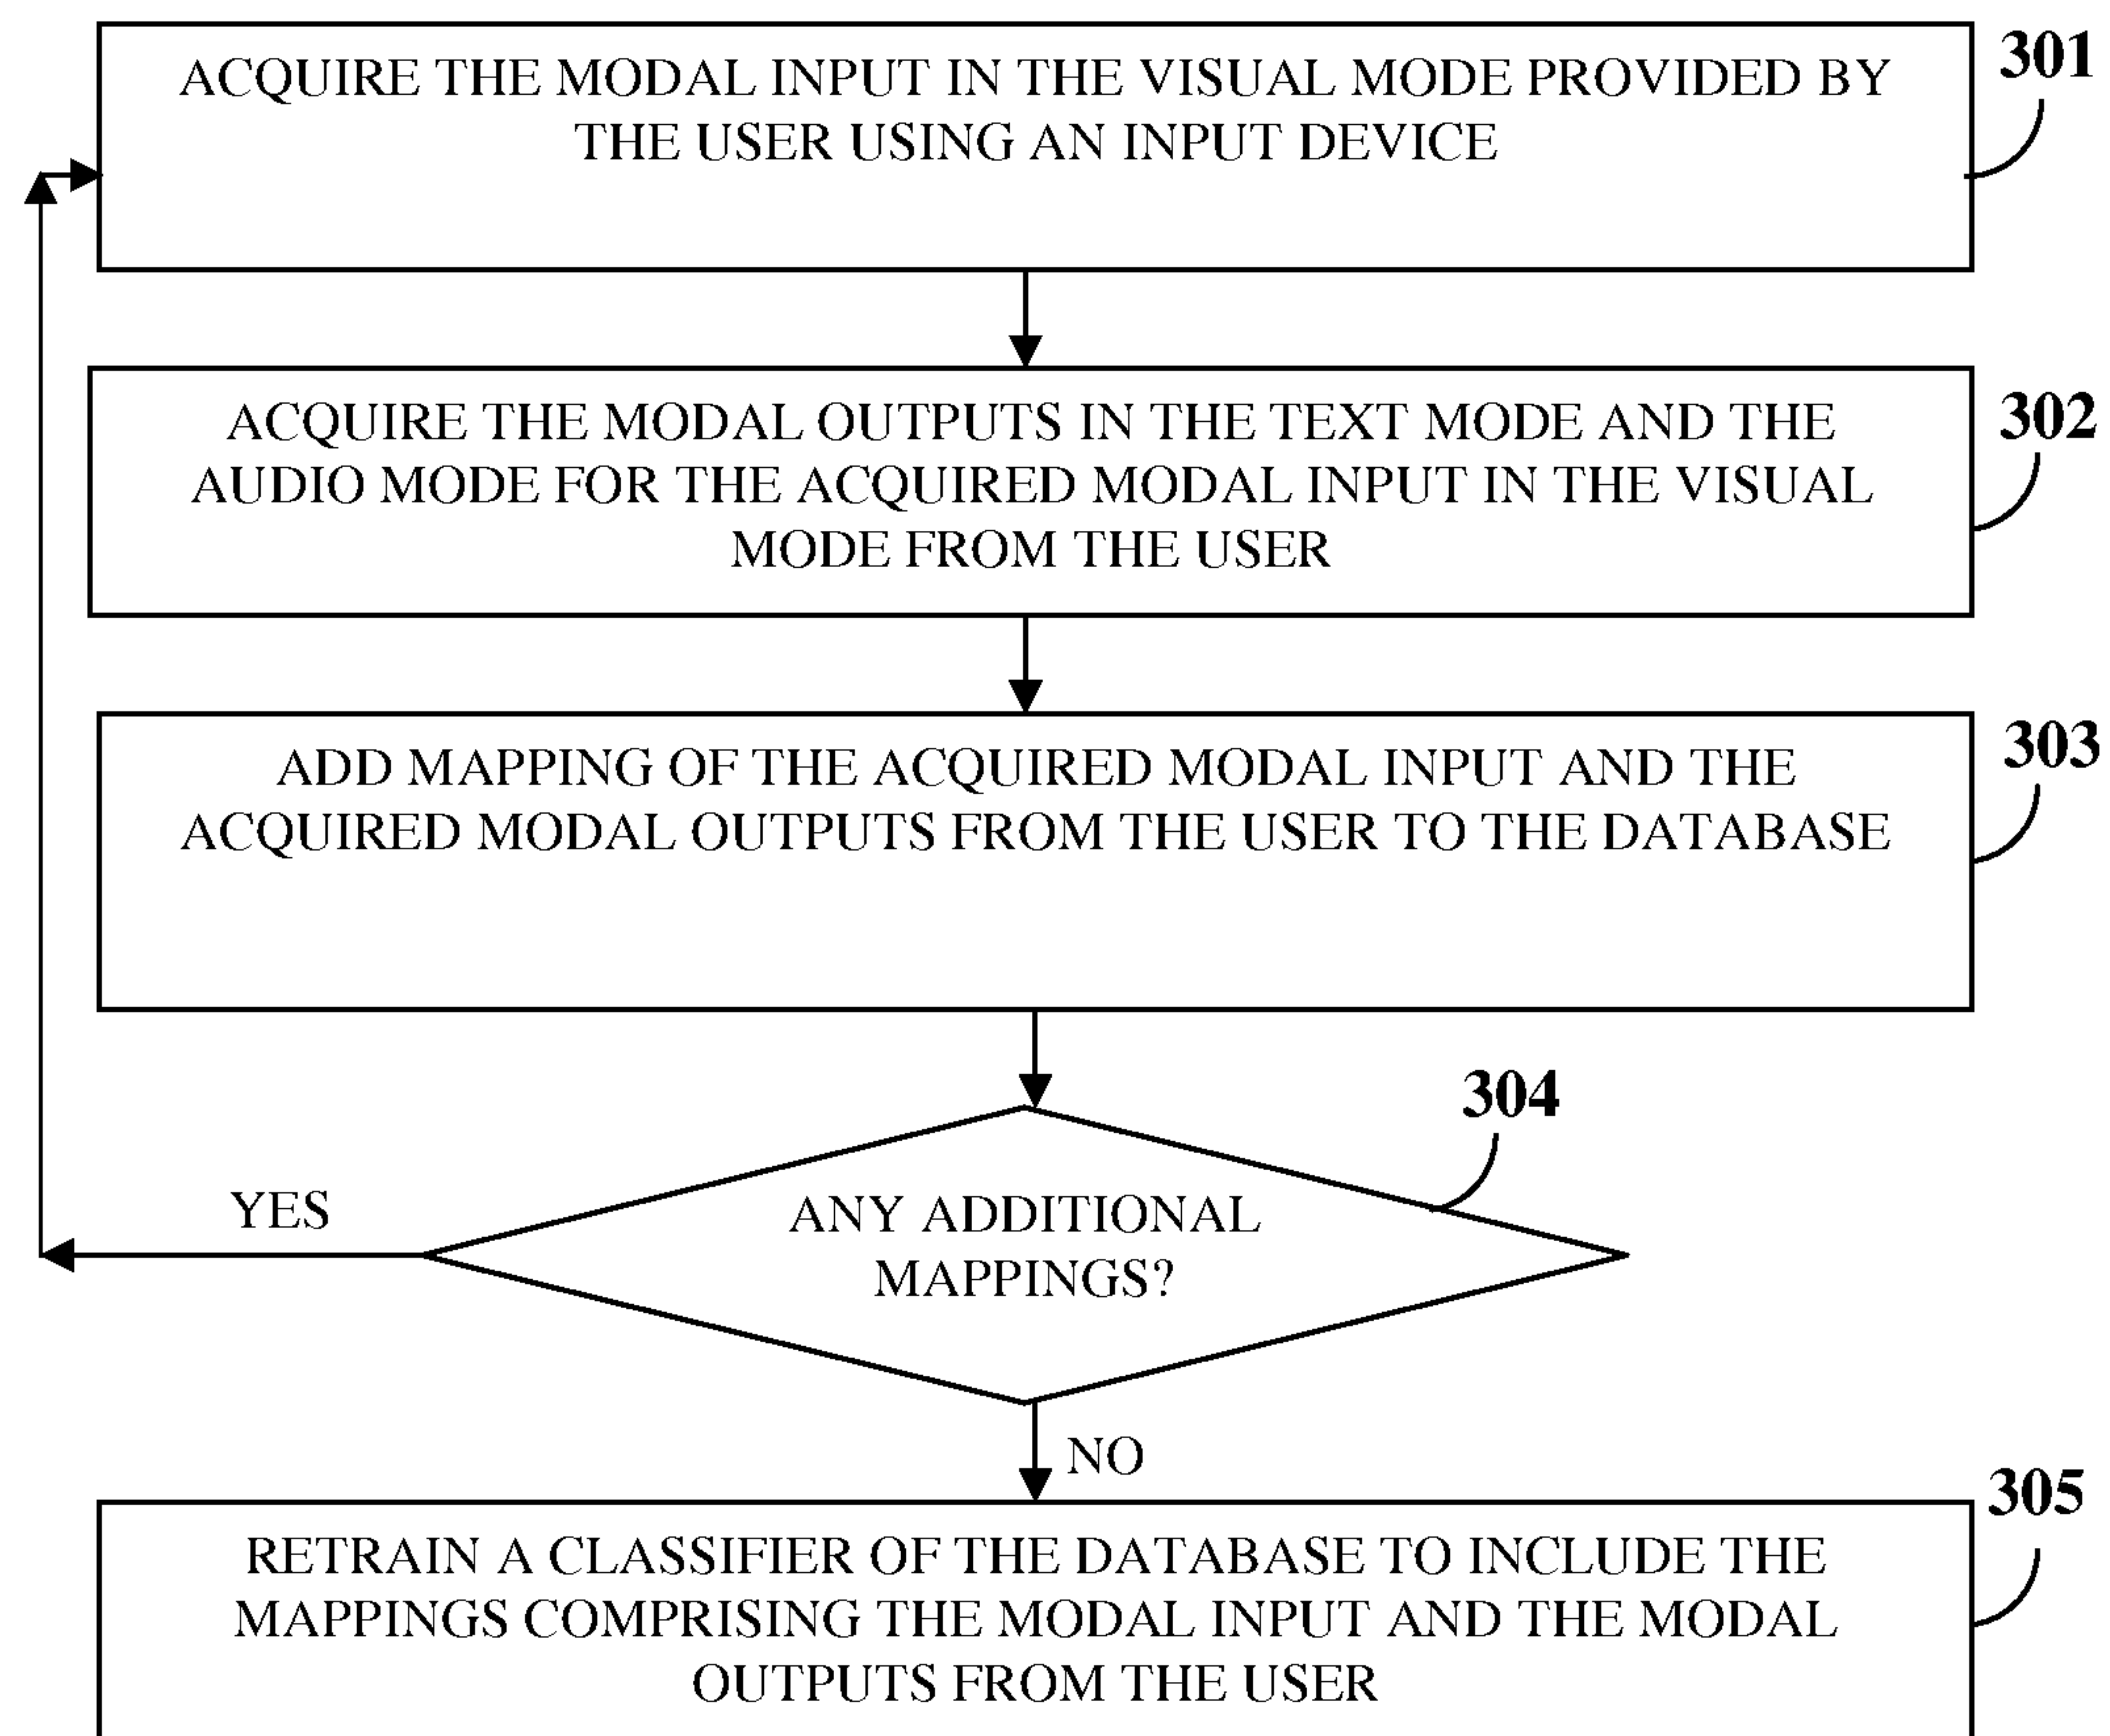 ACQUIRE THE MODAL INPUT IN THE VISUAL MODE PROVIDED BY
THE USER USING AN INPUT DEVICE
301
ACQUIRE THE MODAL OUTPUTS IN THE TEXT MODE AND THE
AUDIO MODE FOR THE ACQUIRED MODAL INPUT IN THE VISUAL
MODE FROM THE USER
302
ADD MAPPING OF THE ACQUIRED MODAL INPUT AND THE
ACQUIRED MODAL OUTPUTS FROM THE USER TO THE DATABASE
303
304
ANY ADDITIONAL
MAPPINGS?
YES
NO
305
RETRAIN A CLASSIFIER OF THE DATABASE TO INCLUDE THE
MAPPINGS COMPRISING THE MODAL INPUT AND THE MODAL
OUTPUTS FROM THE USER